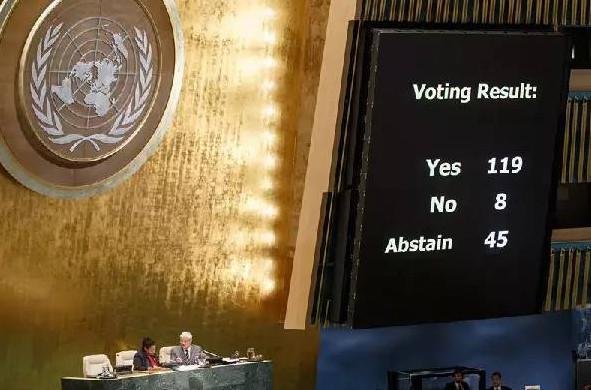 Voting Result:
Yes 119
No 8
Abstain 45